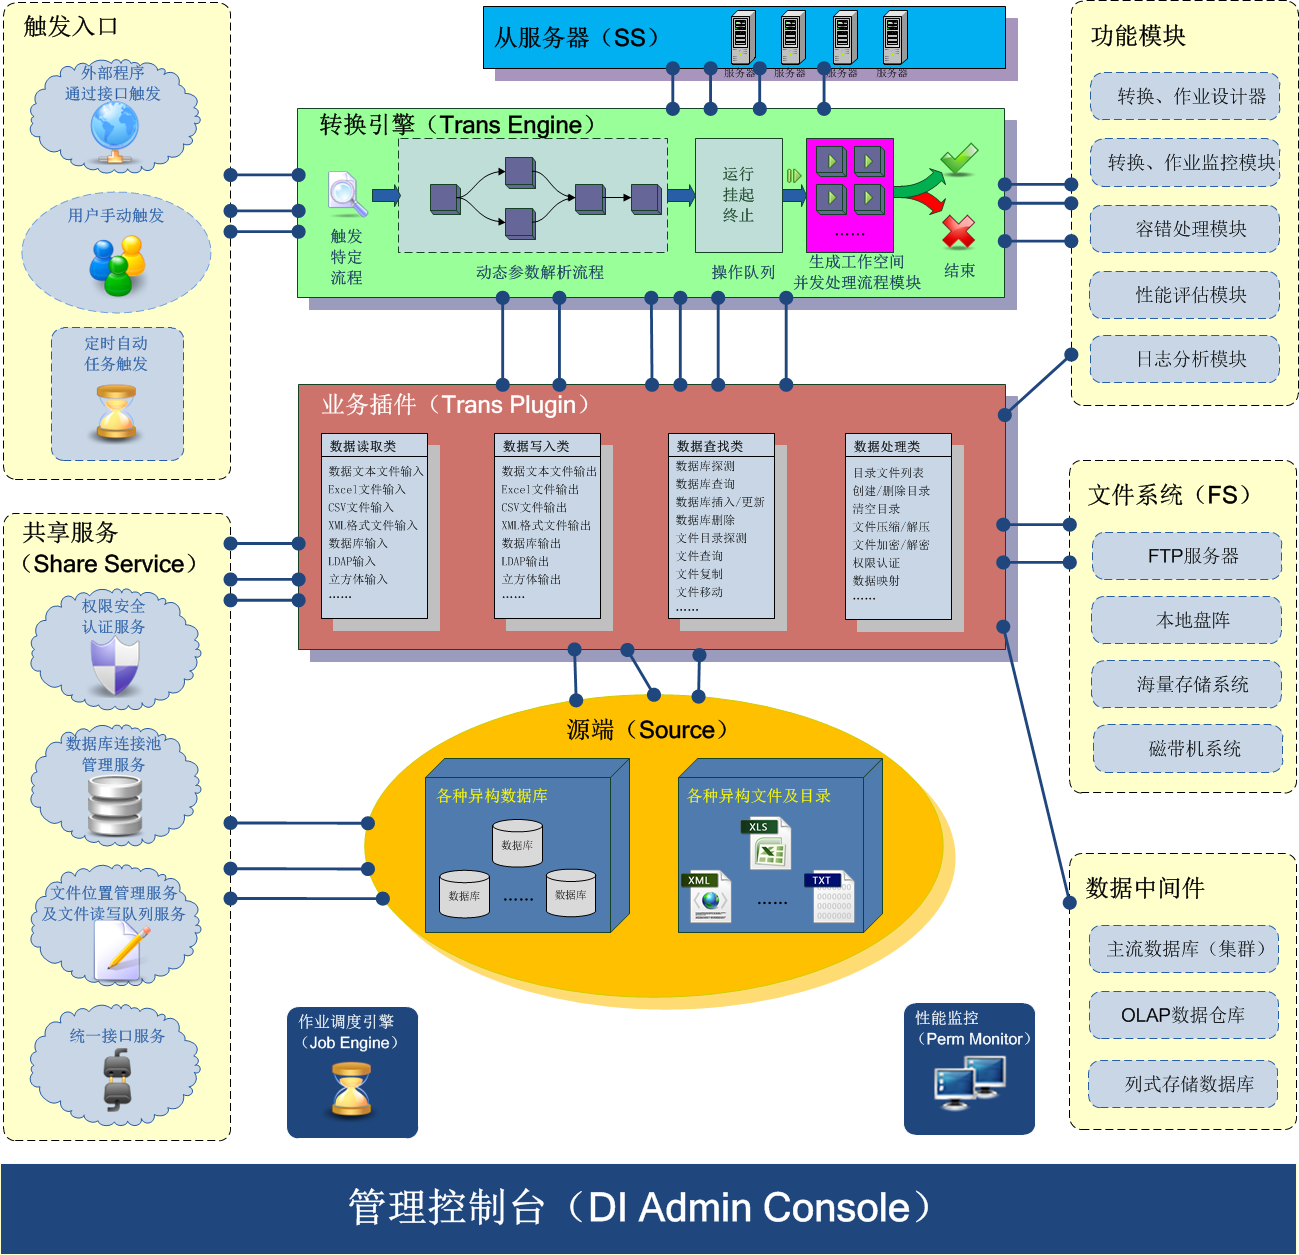 触发入口
外部程序
通过接口触发
用户手动触发
定时自动
任务触发
共享服务
（Share Service）
权限安全
认证服务
数据库连接池
管理服务
文件位置管理服务
及文件读写队列服务
统一接口服务
从服务器（SS）
服务器
服务器
服务器
服务器
转换引擎（Trans Engine）
触发
特定
流程
动态参数解析流程
运行
挂起
终止
操作队列
......
生成工作空间
并发处理流程模块
结束
业务插件（Trans Plugin）
数据读取类
数据文本文件输入
Excel文件输入
CSV文件输入
XML格式文件输入
数据库输入
LDAP输入
立方体输入
......
数据写入类
数据文本文件输出
Excel文件输出
CSV文件输出
XML格式文件输出
数据库输出
LDAP输出
立方体输出
......
数据查找类
数据库探测
数据库查询
数据库插入/更新
数据库删除
文件目录探测
文件查询
文件复制
文件移动
......
数据处理类
目录文件列表
创建/删除目录
清空目录
文件压缩/解压
文件加密/解密
权限认证
数据映射
......
源端（Source）
各种异构数据库
数据库
数据库
......
数据库
各种异构文件及目录
XLS
XML
......
TXT
作业调度引擎
（Job Engine）
性能监控
（Perm Monitor）
功能模块
转换、作业设计器
转换、作业监控模块
容错处理模块
性能评估模块
日志分析模块
文件系统（FS）
FTP服务器
本地盘阵
海量存储系统
磁带机系统
数据中间件
主流数据库（集群）
OLAP数据仓库
列式存储数据库
管理控制台（DI Admin Console）